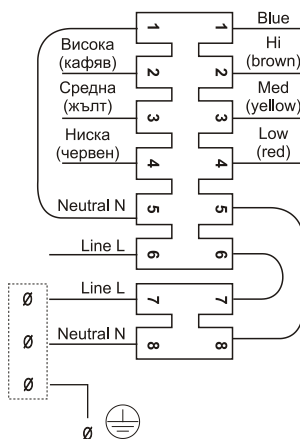 1 1 Blue
Висока
(кафяв)
2 2 Hi
(brown)
Средна
(жълт)
3 3 Med
(yellow)
Ниска
(червен)
4 4 Low
(red)
Neutral N 5 5
Line L 6 6
Ø Line L 7 7
Ø Neutral N 8 8
Ø
Ø